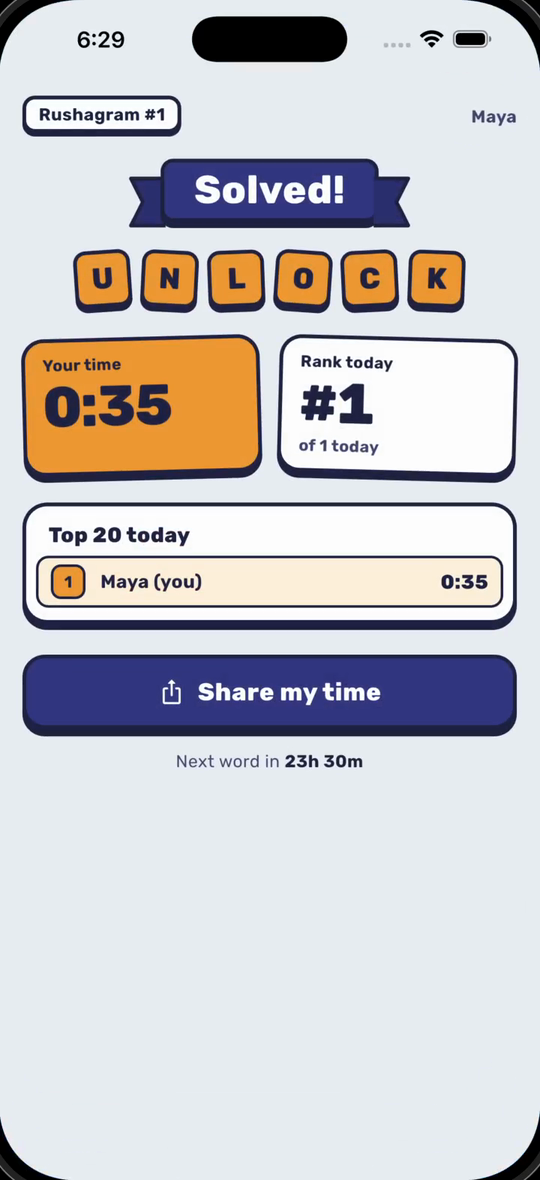 6:29
Rushagram #1
Maya
Solved!
U N L O C K
Your time
0:35
Rank today
#1
of 1 today
Top 20 today
1 Maya (you) 0:35
Share my time
Next word in 23h 30m